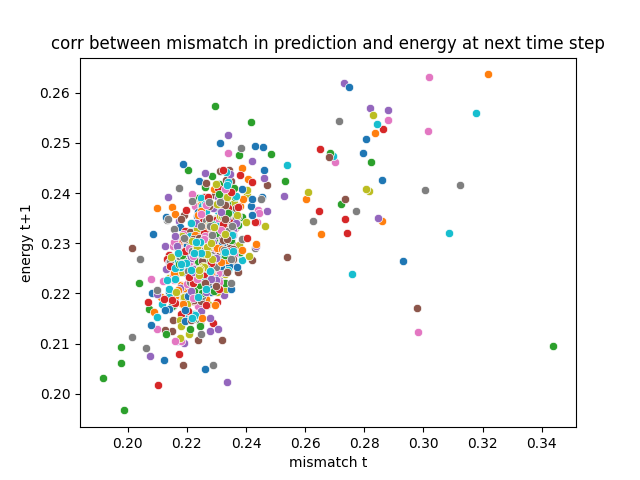 corr between mismatch in prediction and energy at next time step
0.26
0.25
0.24
0.23
0.22
0.21
0.20
energy t+1
0.20 0.22 0.24 0.26 0.28 0.30 0.32 0.34
mismatch t